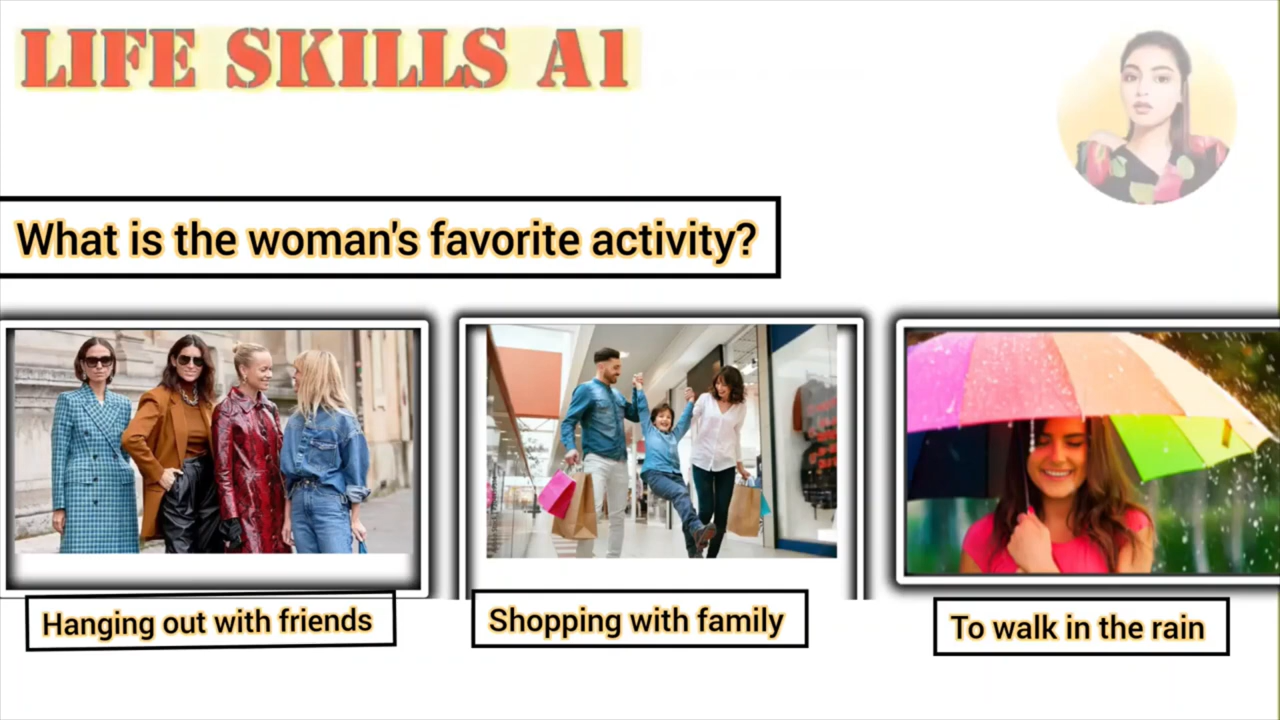 LIFE SKILLS A1
What is the woman's favorite activity?
Hanging out with friends
Shopping with family
To walk in the rain